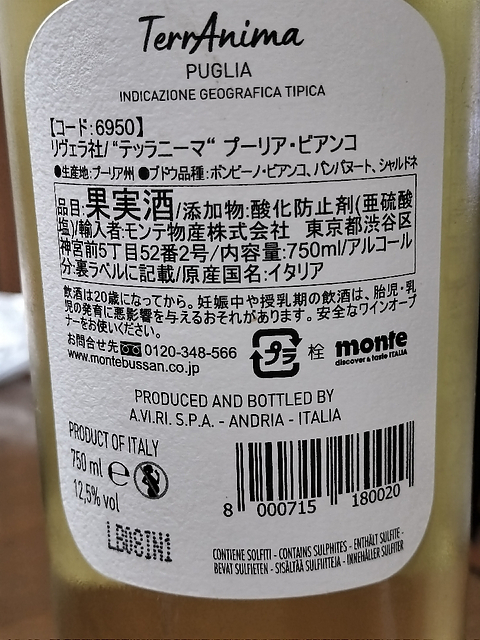 TerrAnima
PUGLIA
INDICAZIONE GEOGRAFICA TIPICA
【コード:6950】
リヴェラ社/"テッラニーマ" プーリア・ビアンコ
●生産地:プーリア州 ●ブドウ品種:ボンビーノ・ビアンコ、パンパヌート、シャルドネ
品目:果実酒/添加物:酸化防止剤(亜硫酸
塩)/輸入者:モンテ物産株式会社 東京都渋谷区
神宮前5丁目52番2号/内容量:750ml/アルコール
分:裏ラベルに記載/原産国名:イタリア
飲酒は20歳になってから。妊娠中や授乳期の飲酒は、胎児・乳
児の発育に悪影響を与えるおそれがあります。安全なワインオープ
ナーをお使いください。
お問合せ先 0120-348-566
www.montebussan.co.jp
プラ 栓 monte
discover & taste ITALIA
PRODUCED AND BOTTLED BY
A.VI.RI. S.P.A. - ANDRIA - ITALIA
PRODUCT OF ITALY
750 ml e
12,5% vol
8 000715 180020
LB08IN1
CONTIENE SOLFITI - CONTAINS SULPHITES - ENTHÄLT SULFITE -
BEVAT SULFIETEN - SISÄLTÄÄ SULFIITTEJA - INNEHÅLLER SULFITER